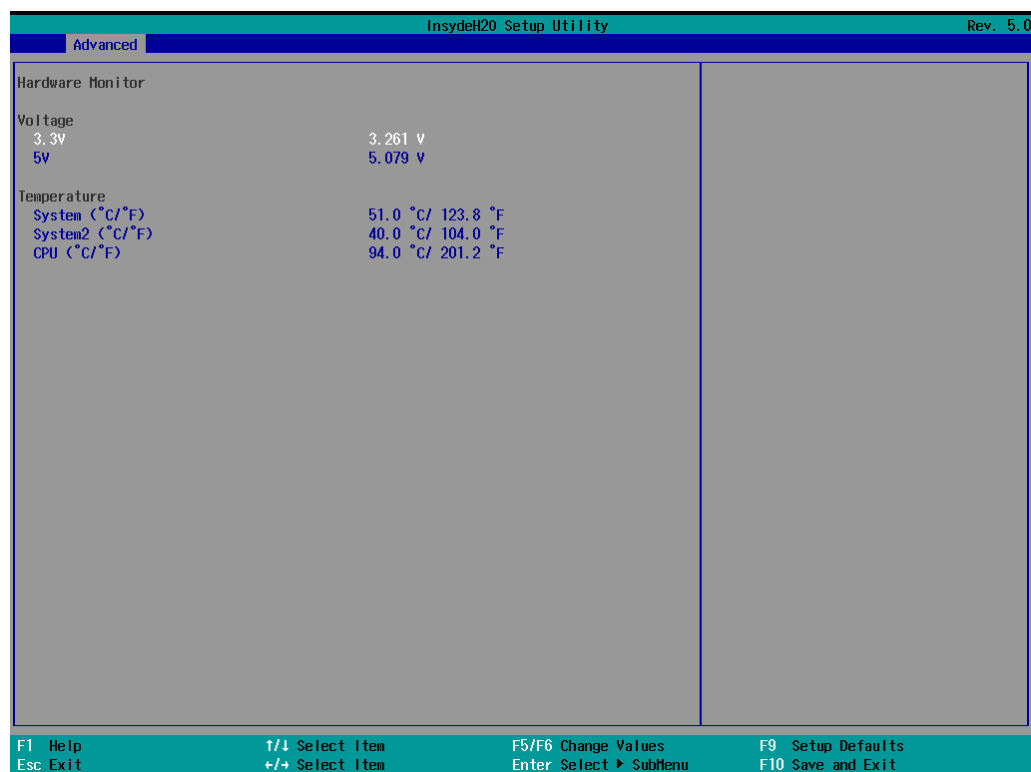 InsydeH20 Setup Utility Rev. 5.0
Advanced
Hardware Monitor
Voltage
3.3V 3.261 V
5V 5.079 V
Temperature
System (°C/°F) 51.0 °C/ 123.8 °F
System2 (°C/°F) 40.0 °C/ 104.0 °F
CPU (°C/°F) 94.0 °C/ 201.2 °F
F1 Help ↑/↓ Select Item F5/F6 Change Values F9 Setup Defaults
Esc Exit ←/→ Select Item Enter Select ▶ SubMenu F10 Save and Exit